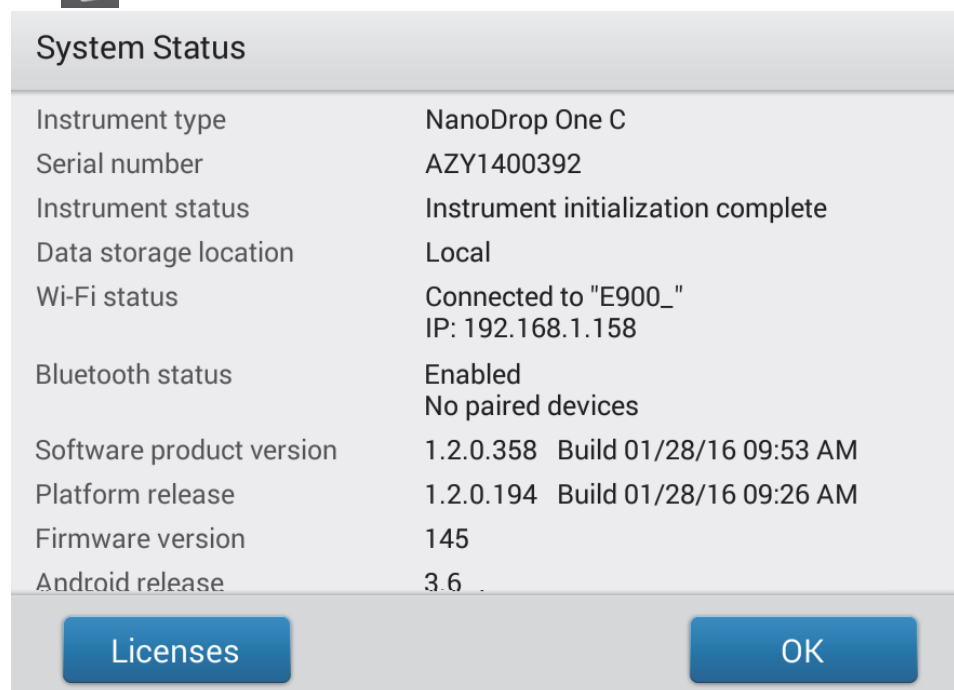 System Status
Instrument type NanoDrop One C
Serial number AZY1400392
Instrument status Instrument initialization complete
Data storage location Local
Wi-Fi status Connected to "E900_"
IP: 192.168.1.158
Bluetooth status Enabled
No paired devices
Software product version 1.2.0.358 Build 01/28/16 09:53 AM
Platform release 1.2.0.194 Build 01/28/16 09:26 AM
Firmware version 145
Android release 3.6
Licenses OK